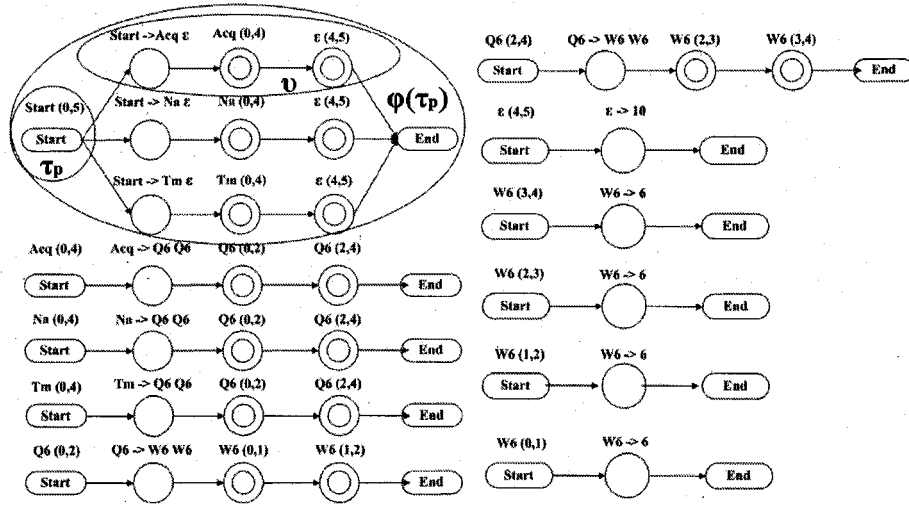 Start ->Acq ε Acq (0,4) ε (4,5)
υ
Start (0,5) Start -> Na ε Na (0,4) ε (4,5) φ(τp)
Start End
τp
Start -> Tm ε Tm (0,4) ε (4,5)
Acq (0,4) Acq -> Q6 Q6 Q6 (0,2) Q6 (2,4)
Start End
Na (0,4) Na -> Q6 Q6 Q6 (0,2) Q6 (2,4)
Start End
Tm (0,4) Tm -> Q6 Q6 Q6 (0,2) Q6 (2,4)
Start End
Q6 (0,2) Q6 -> W6 W6 W6 (0,1) W6 (1,2)
Start End
Q6 (2,4) Q6 -> W6 W6 W6 (2,3) W6 (3,4)
Start End
ε (4,5) ε -> 10
Start End
W6 (3,4) W6 -> 6
Start End
W6 (2,3) W6 -> 6
Start End
W6 (1,2) W6 -> 6
Start End
W6 (0,1) W6 -> 6
Start End